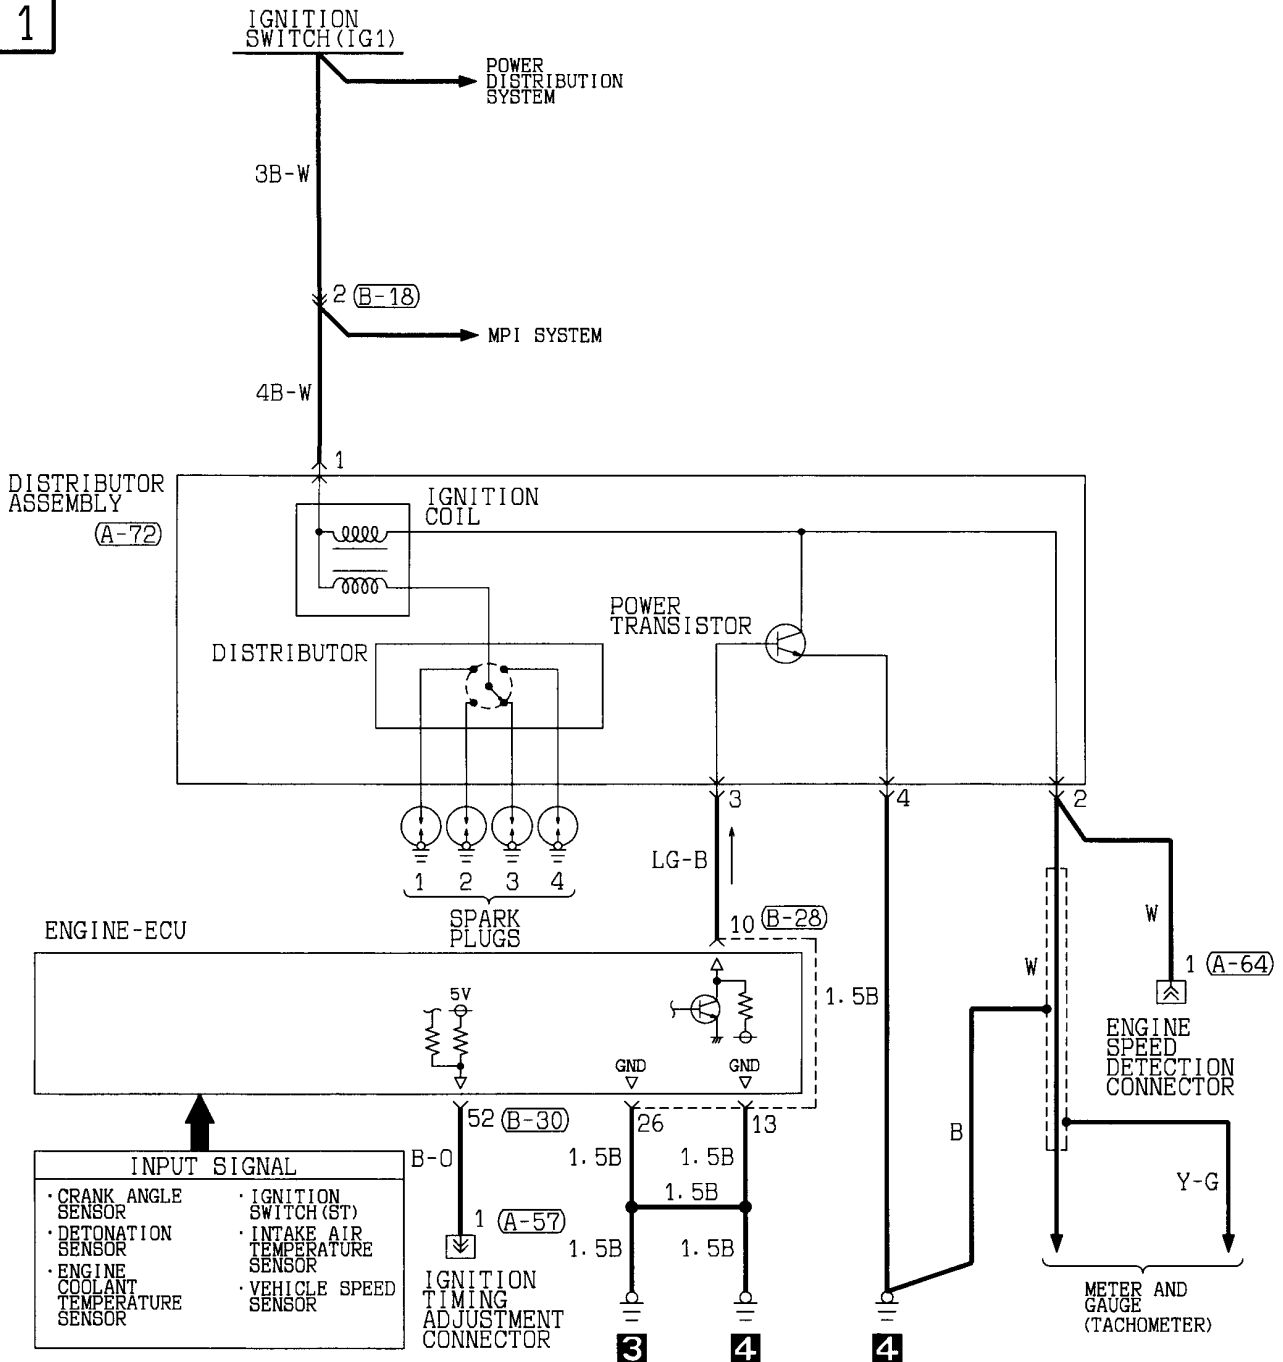 1
IGNITION
SWITCH(IG1)
POWER
DISTRIBUTION
SYSTEM
3B-W
2 (B-18)
MPI SYSTEM
4B-W
1
DISTRIBUTOR
ASSEMBLY
(A-72)
IGNITION
COIL
POWER
TRANSISTOR
DISTRIBUTOR
3
4
2
LG-B
1 2 3 4
SPARK
PLUGS
10 (B-28)
W
ENGINE-ECU
W
1 (A-64)
5V
1.5B
ENGINE
SPEED
DETECTION
CONNECTOR
GND
GND
52 (B-30)
26
13
B
B-O
1.5B
1.5B
1.5B
Y-G
INPUT SIGNAL
· CRANK ANGLE
SENSOR
· DETONATION
SENSOR
· ENGINE
COOLANT
TEMPERATURE
SENSOR
· IGNITION
SWITCH(ST)
· INTAKE AIR
TEMPERATURE
SENSOR
· VEHICLE SPEED
SENSOR
1 (A-57)
1.5B
1.5B
IGNITION
TIMING
ADJUSTMENT
CONNECTOR
METER AND
GAUGE
(TACHOMETER)
3
4
4